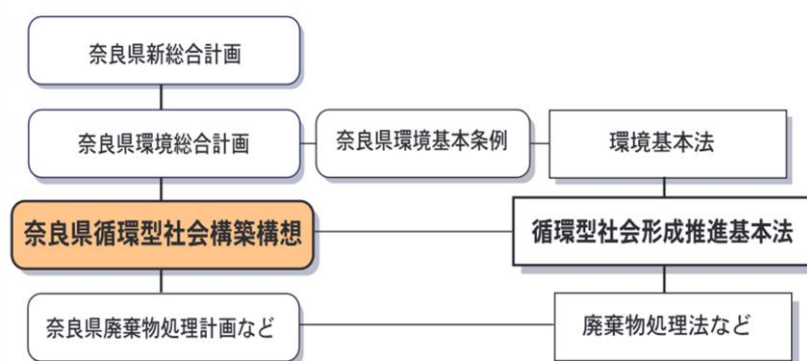 奈良県新総合計画
奈良県環境総合計画
奈良県環境基本条例
環境基本法
奈良県循環型社会構築構想
循環型社会形成推進基本法
奈良県廃棄物処理計画など
廃棄物処理法など